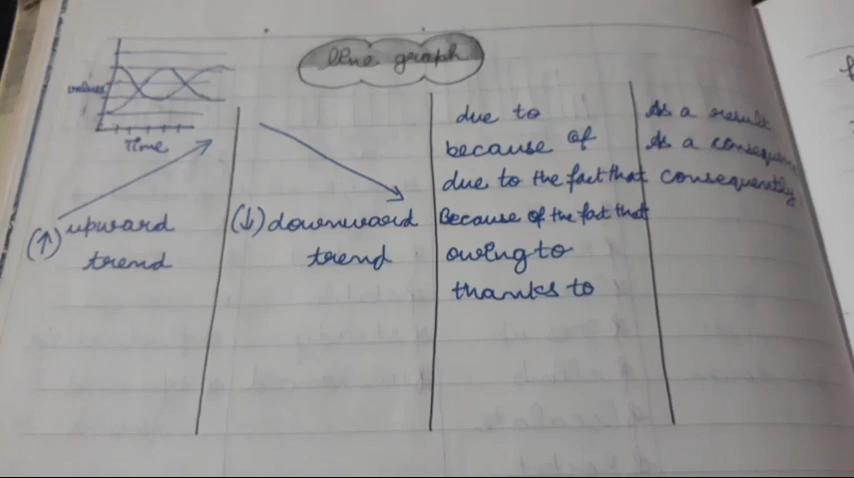 line graph
values
Time
(↑) upward
trend
(↓) downward
trend
due to
because of
due to the fact that
Because of the fact that
owing to
thanks to
As a result
As a consequence
consequently